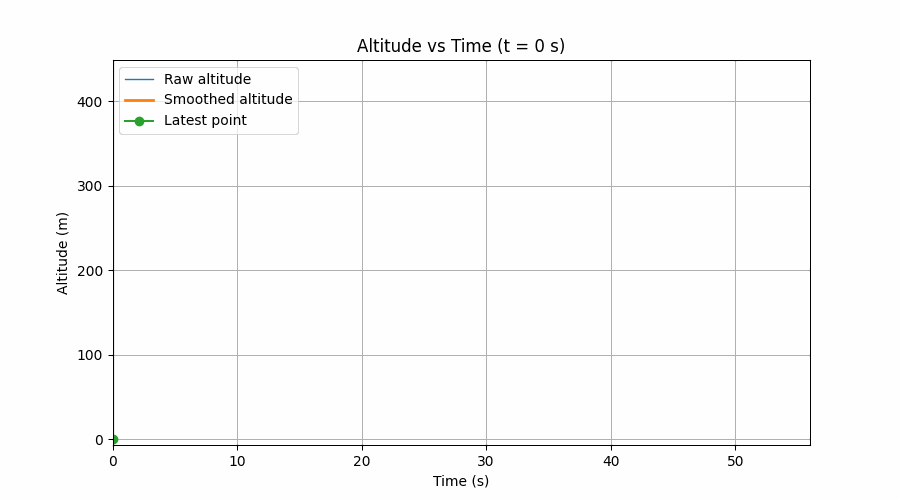 Altitude vs Time (t = 0 s)
Raw altitude
Smoothed altitude
Latest point
Altitude (m)
400
300
200
100
0
0 10 20 30 40 50
Time (s)